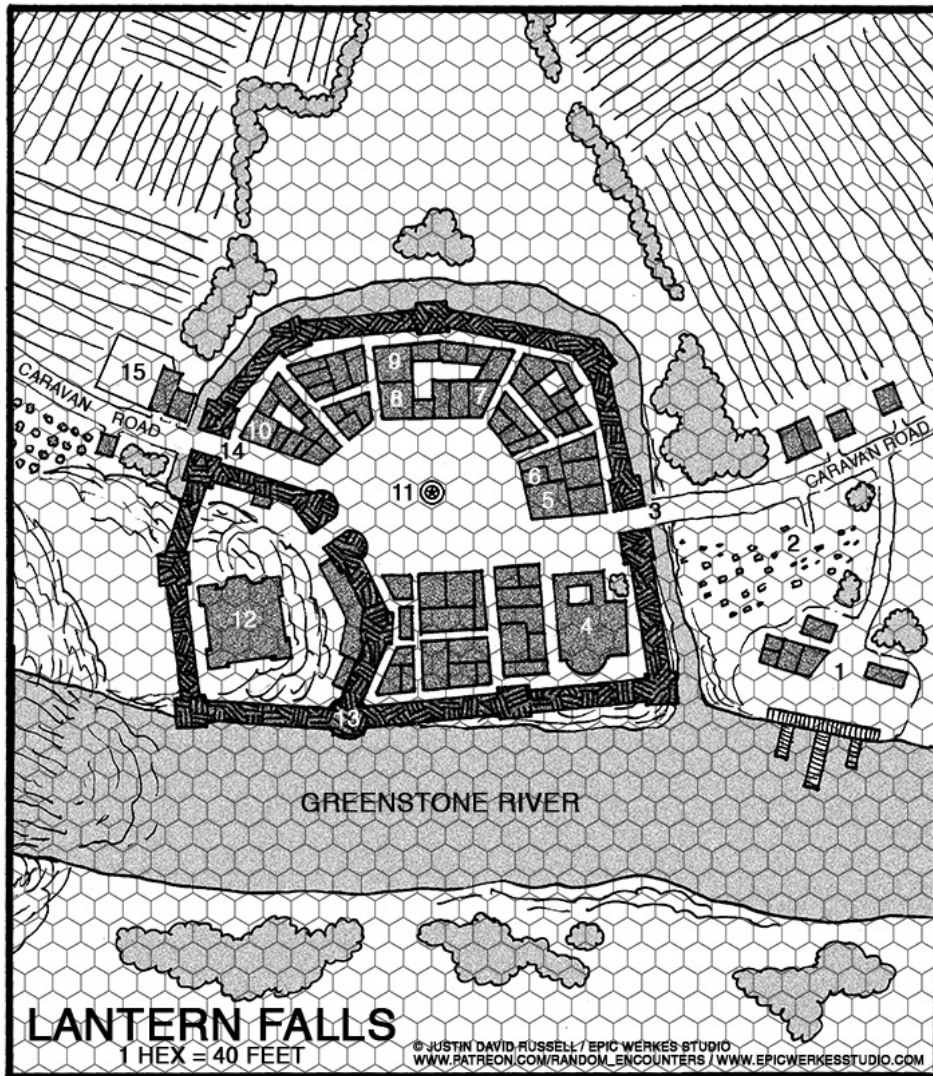 9
7
8
15
CARAVAN
ROAD
10
14
6
5
11
3
CARAVAN ROAD
2
12
4
1
13
GREENSTONE RIVER
LANTERN FALLS
1 HEX = 40 FEET
© JUSTIN DAVID RUSSELL / EPIC WERKES STUDIO
WWW.PATREON.COM/RANDOM_ENCOUNTERS / WWW.EPICWERKESSTUDIO.COM